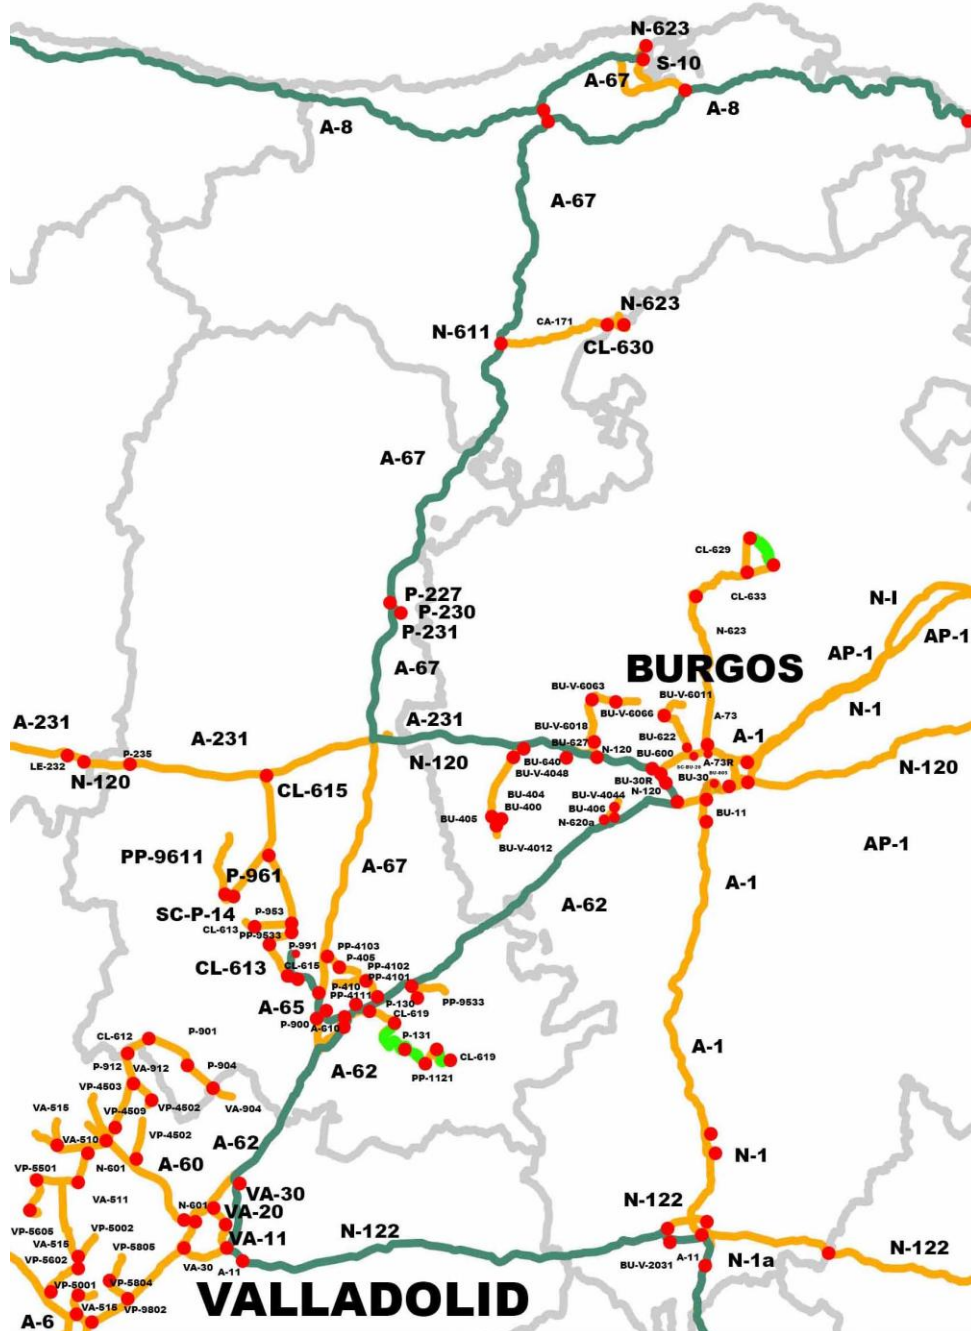 N-623
S-10
A-67
A-8
A-8
A-67
N-623
CA-171
N-611
CL-630
A-67
CL-629
P-227
CL-633
N-I
P-230
P-231
N-623
AP-1
A-67
AP-1
BURGOS
BU-V-6063
BU-V-6011
N-1
A-231
A-231
BU-V-6066
A-231
BU-V-6018
A-73
A-1
N-120
BU-622
P-235
N-120
BU-627
N-120
BU-600
LE-232
BU-640
A-73R
N-120
BU-V-4048
BU-30R
BU-30
BU-805
CL-615
BU-404
BU-V-4044
N-120
BU-400
BU-406
BU-11
BU-405
N-620a
AP-1
BU-V-4012
PP-9611
A-67
P-961
A-1
A-62
SC-P-14
P-953
CL-613
PP-9533
P-991
PP-4103
P-405
CL-613
CL-615
PP-4102
PP-4101
P-410
PP-9533
PP-4111
A-65
P-130
P-900
A-610
CL-619
P-901
CL-612
P-131
A-1
P-912
VA-912
P-904
A-62
CL-619
PP-1121
VP-4503
VP-4502
VA-904
VA-515
VP-4509
VP-4502
VA-510
A-62
N-1
A-60
N-601
VP-5501
VA-30
VA-511
N-122
N-601
VA-20
VP-5605
VP-5002
VA-11
N-122
VA-515
VP-5805
VP-5602
A-11
N-1a
N-122
VA-30
A-11
BU-V-2031
VP-5001
VP-5804
VALLADOLID
VA-515
VP-9802
A-6